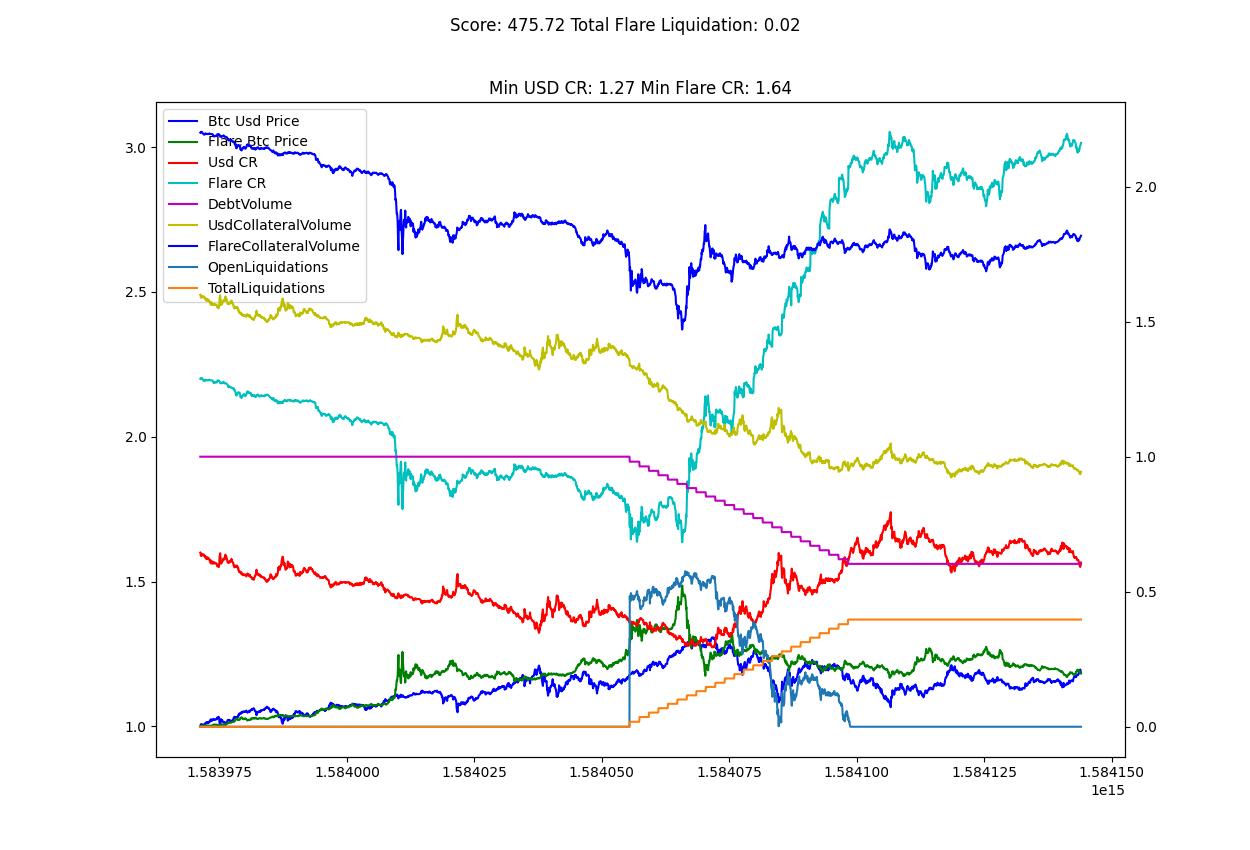 Score: 475.72 Total Flare Liquidation: 0.02
Min USD CR: 1.27 Min Flare CR: 1.64
Btc Usd Price
Flare Btc Price
Usd CR
Flare CR
DebtVolume
UsdCollateralVolume
FlareCollateralVolume
OpenLiquidations
TotalLiquidations
3.0
2.5
2.0
1.5
1.0
2.0
1.5
1.0
0.5
0.0
1.583975
1.584000
1.584025
1.584050
1.584075
1.584100
1.584125
1.584150
1e15